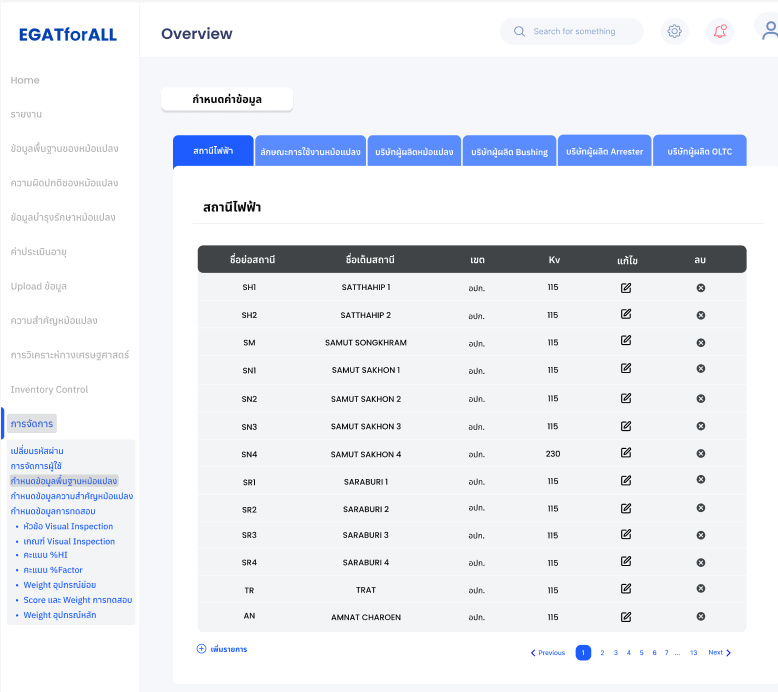 EGATforALL
Overview
Search for something
Home
รายงาน
ข้อมูลพื้นฐานของหม้อแปลง
ความผิดปกติของหม้อแปลง
ข้อมูลบำรุงรักษาหม้อแปลง
ค่าประเมินอายุ
Upload ข้อมูล
ความสำคัญหม้อแปลง
การวิเคราะห์ทางเศรษฐศาสตร์
Inventory Control
การจัดการ
เปลี่ยนรหัสผ่าน
การจัดการผู้ใช้
กำหนดข้อมูลพื้นฐานหม้อแปลง
กำหนดข้อมูลความสำคัญหม้อแปลง
กำหนดข้อมูลการทดสอบ
• หัวข้อ Visual Inspection
• เกณฑ์ Visual Inspection
• คะแนน %HI
• คะแนน %Factor
• Weight อุปกรณ์ย่อย
• Score และ Weight การทดสอบ
• Weight อุปกรณ์หลัก
กำหนดค่าข้อมูล
สถานีไฟฟ้า ลักษณะการใช้งานหม้อแปลง บริษัทผู้ผลิตหม้อแปลง บริษัทผู้ผลิต Bushing บริษัทผู้ผลิต Arrester บริษัทผู้ผลิต OLTC
สถานีไฟฟ้า
ชื่อย่อสถานี ชื่อเต็มสถานี เขต Kv แก้ไข ลบ
SH1 SATTHAHIP 1 อปก. 115
SH2 SATTHAHIP 2 อปก. 115
SM SAMUT SONGKHRAM อปก. 115
SN1 SAMUT SAKHON 1 อปก. 115
SN2 SAMUT SAKHON 2 อปก. 115
SN3 SAMUT SAKHON 3 อปก. 115
SN4 SAMUT SAKHON 4 อปก. 230
SR1 SARABURI 1 อปก. 115
SR2 SARABURI 2 อปก. 115
SR3 SARABURI 3 อปก. 115
SR4 SARABURI 4 อปก. 115
TR TRAT อปก. 115
AN AMNAT CHAROEN อปก. 115
เพิ่มรายการ
Previous 1 2 3 4 5 6 7 ... 13 Next